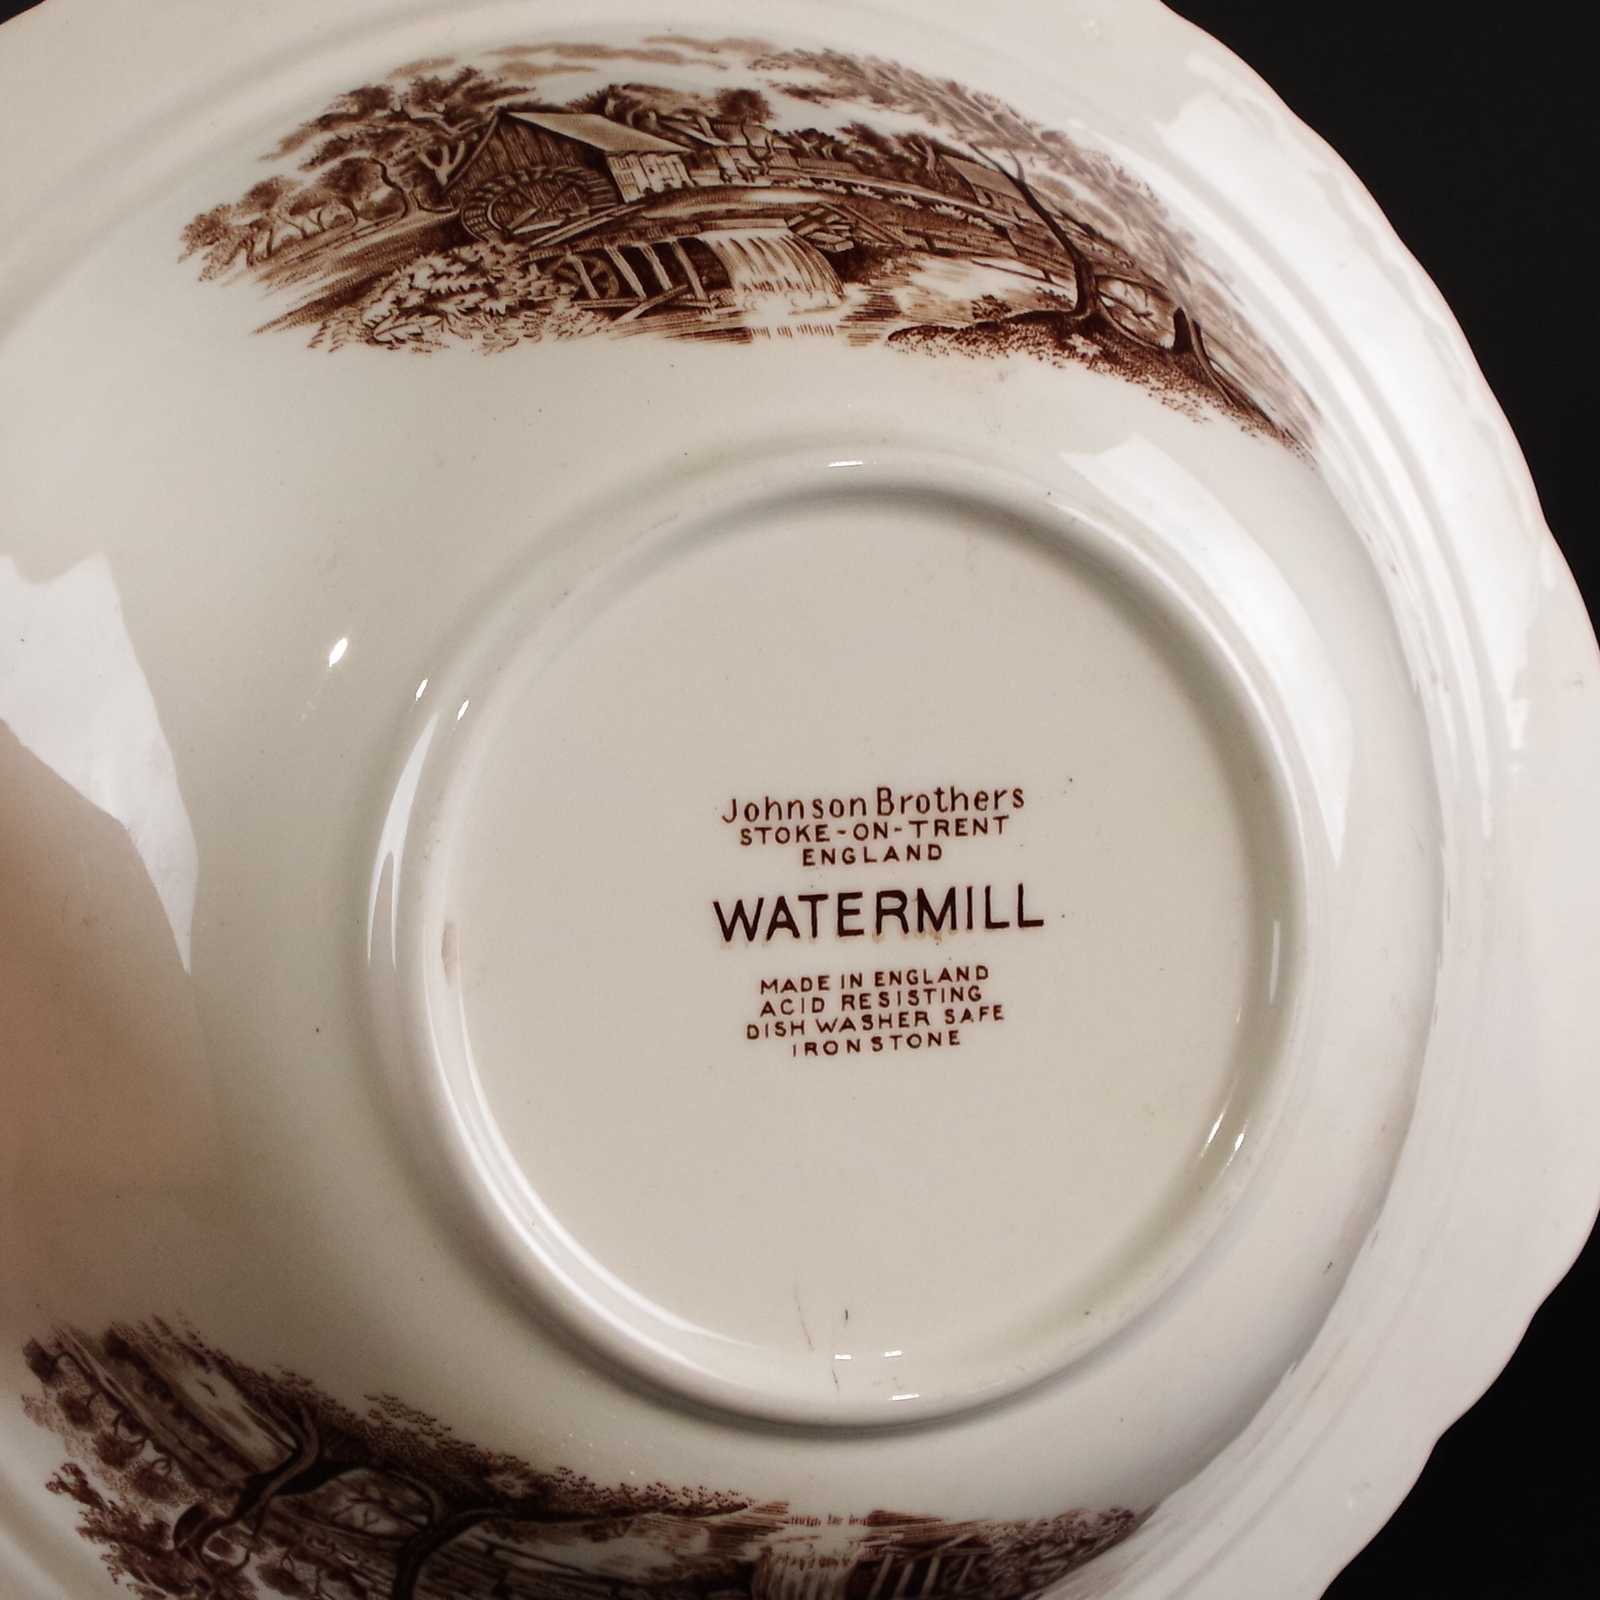 Johnson Brothers
STOKE-ON-TRENT
ENGLAND
WATERMILL
MADE IN ENGLAND
ACID RESISTING
DISH WASHER SAFE
IRONSTONE